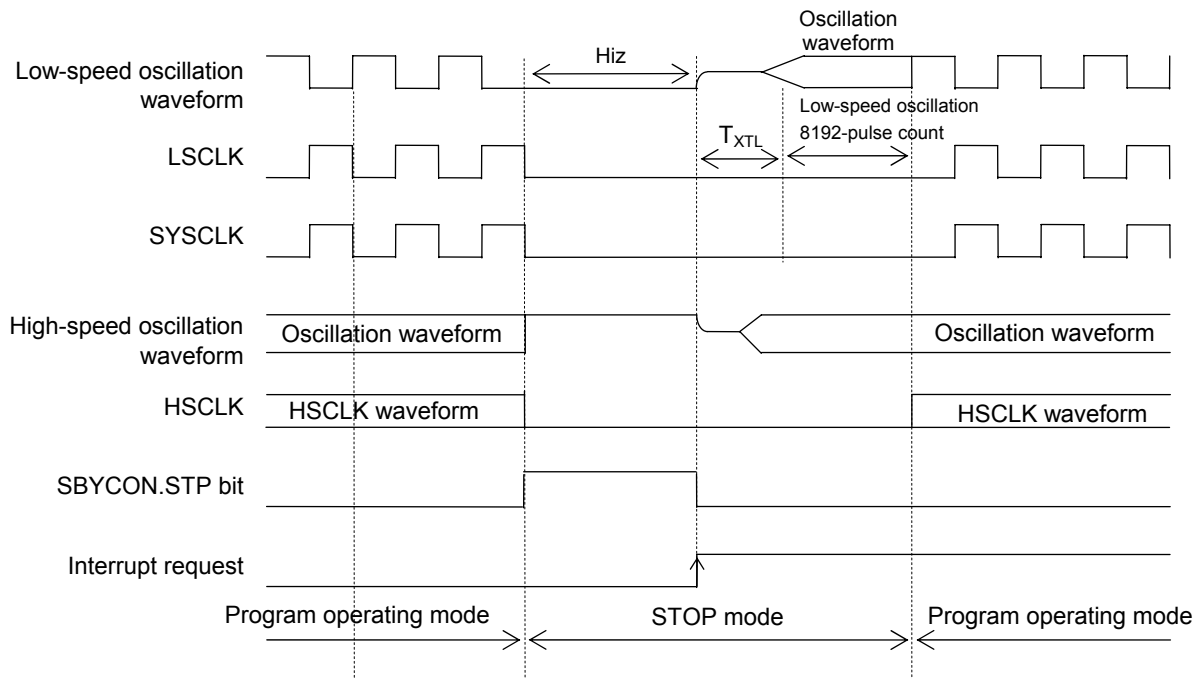 Oscillation
waveform
Low-speed oscillation
waveform
Hiz
Low-speed oscillation
8192-pulse count
TXTL
LSCLK
SYSCLK
High-speed oscillation
waveform
Oscillation waveform
Oscillation waveform
HSCLK
HSCLK waveform
HSCLK waveform
SBYCON.STP bit
Interrupt request
Program operating mode
STOP mode
Program operating mode